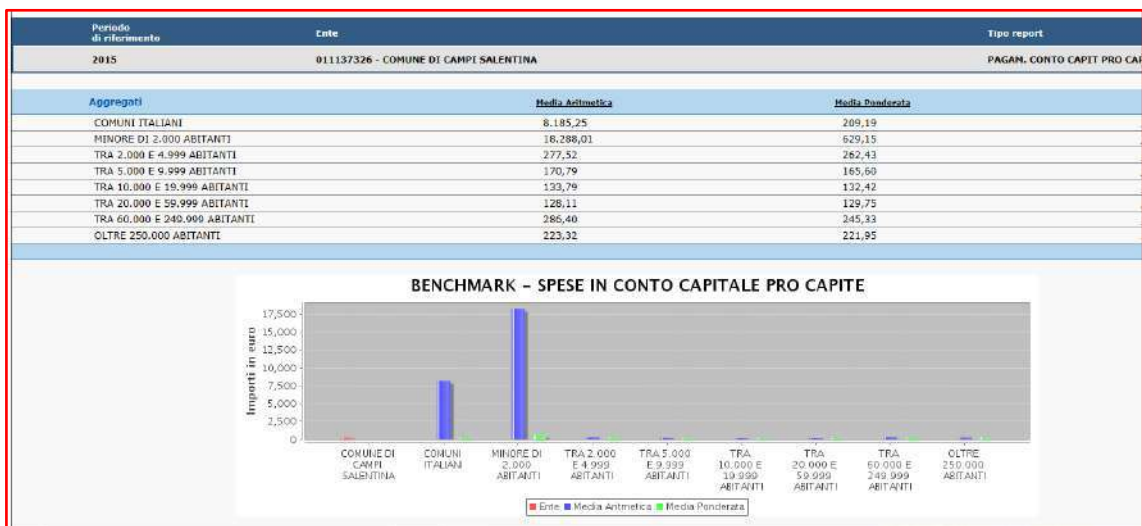 Periodo di riferimento Ente Tipo report
2015 011137326 - COMUNE DI CAMPI SALENTINA PAGAM. CONTO CAPIT PRO CAP
Aggregati Media Aritmetica Media Ponderata
COMUNI ITALIANI 8.185,25 209,19
MINORE DI 2.000 ABITANTI 18.288,01 629,15
TRA 2.000 E 4.999 ABITANTI 277,52 262,43
TRA 5.000 E 9.999 ABITANTI 170,79 165,60
TRA 10.000 E 19.999 ABITANTI 133,79 132,42
TRA 20.000 E 59.999 ABITANTI 128,11 129,75
TRA 60.000 E 249.999 ABITANTI 286,40 245,33
OLTRE 250.000 ABITANTI 223,32 221,95
BENCHMARK – SPESE IN CONTO CAPITALE PRO CAPITE
Importi in euro
17,500
15,000
12,500
10,000
7,500
5,000
2,500
0
COMUNE DI CAMPI SALENTINA
COMUNI ITALIANI
MINORE DI 2.000 ABITANTI
TRA 2.000 E 4.999 ABITANTI
TRA 5.000 E 9.999 ABITANTI
TRA 10.000 E 19.999 ABITANTI
TRA 20.000 E 59.999 ABITANTI
TRA 60.000 E 249.999 ABITANTI
OLTRE 250.000 ABITANTI
Ente Media Aritmetica Media Ponderata